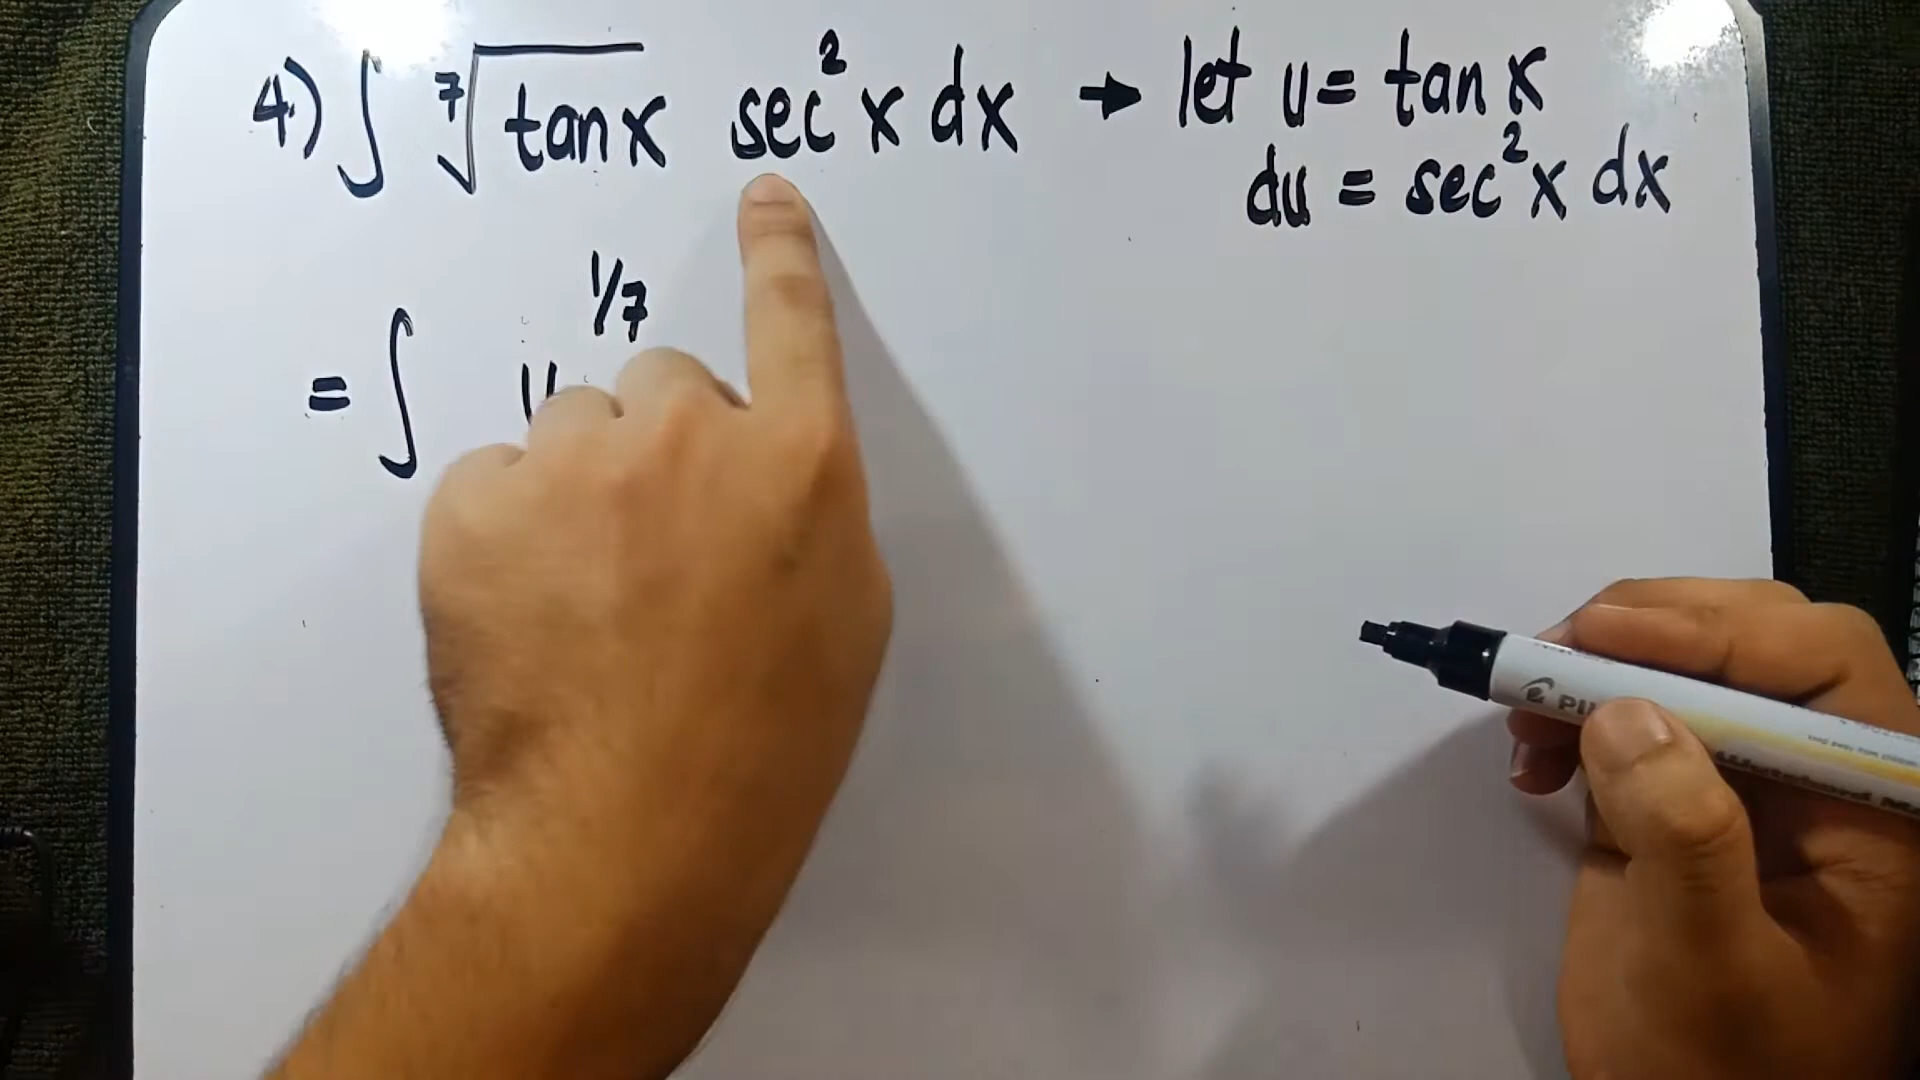 4.) ∫ ⁷√tan x sec²x dx → let u = tan x
du = sec²x dx
= ∫ u^1/7